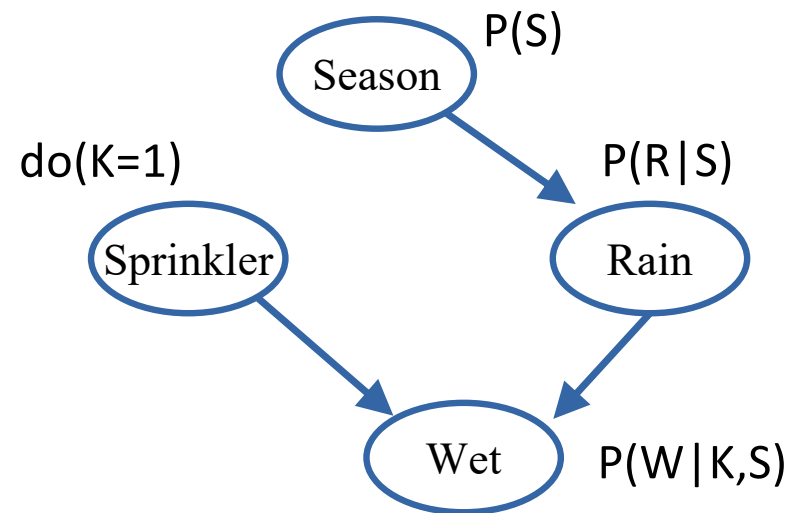 P(S)
Season
do(K=1)
P(R|S)
Sprinkler
Rain
Wet
P(W|K,S)